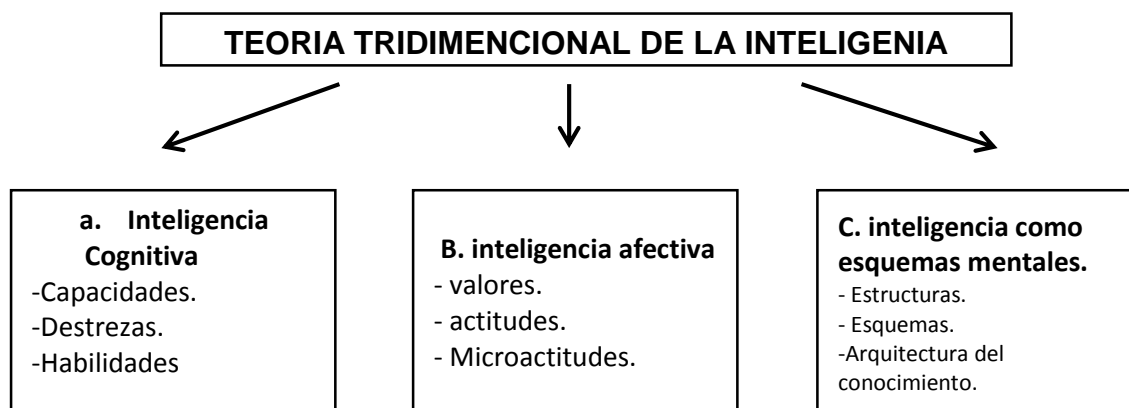 TEORIA TRIDIMENCIONAL DE LA INTELIGENIA
a. Inteligencia
Cognitiva
-Capacidades.
-Destrezas.
-Habilidades
B. inteligencia afectiva
- valores.
- actitudes.
- Microactitudes.
C. inteligencia como
esquemas mentales.
- Estructuras.
- Esquemas.
-Arquitectura del
conocimiento.